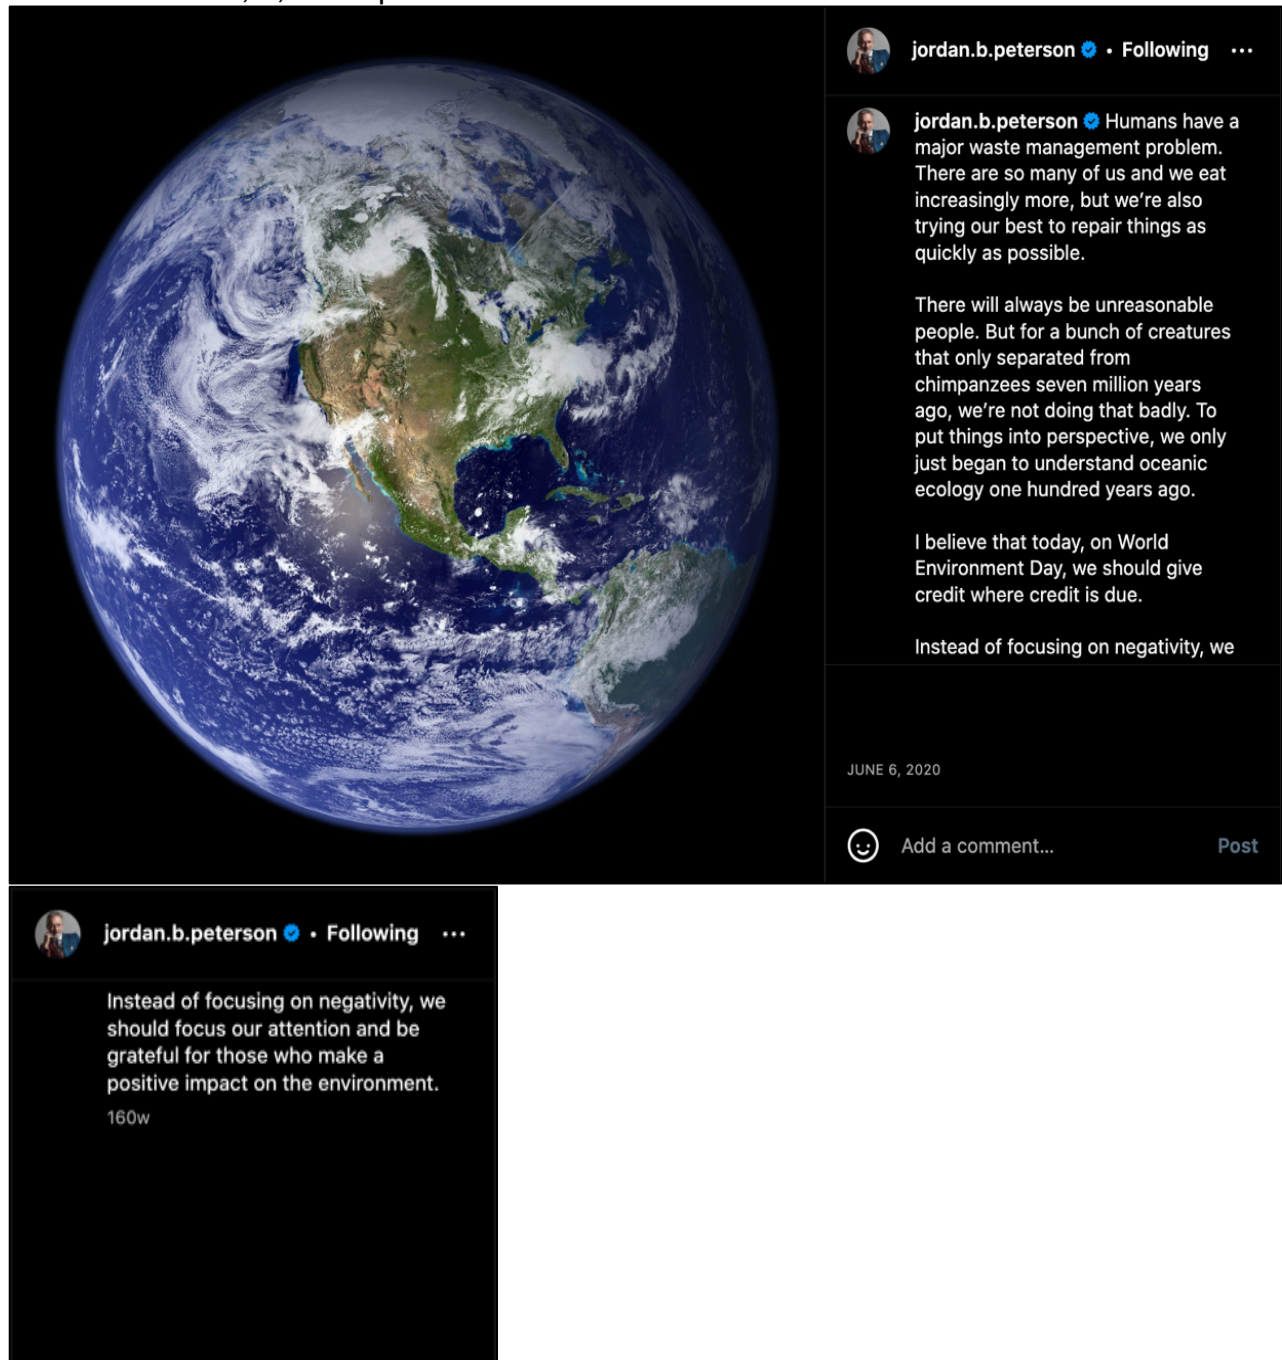 jordan.b.peterson • Following ...
jordan.b.peterson Humans have a
major waste management problem.
There are so many of us and we eat
increasingly more, but we're also
trying our best to repair things as
quickly as possible.
There will always be unreasonable
people. But for a bunch of creatures
that only separated from
chimpanzees seven million years
ago, we're not doing that badly. To
put things into perspective, we only
just began to understand oceanic
ecology one hundred years ago.
I believe that today, on World
Environment Day, we should give
credit where credit is due.
Instead of focusing on negativity, we
JUNE 6, 2020
Add a comment... Post
jordan.b.peterson • Following ...
Instead of focusing on negativity, we
should focus our attention and be
grateful for those who make a
positive impact on the environment.
160w